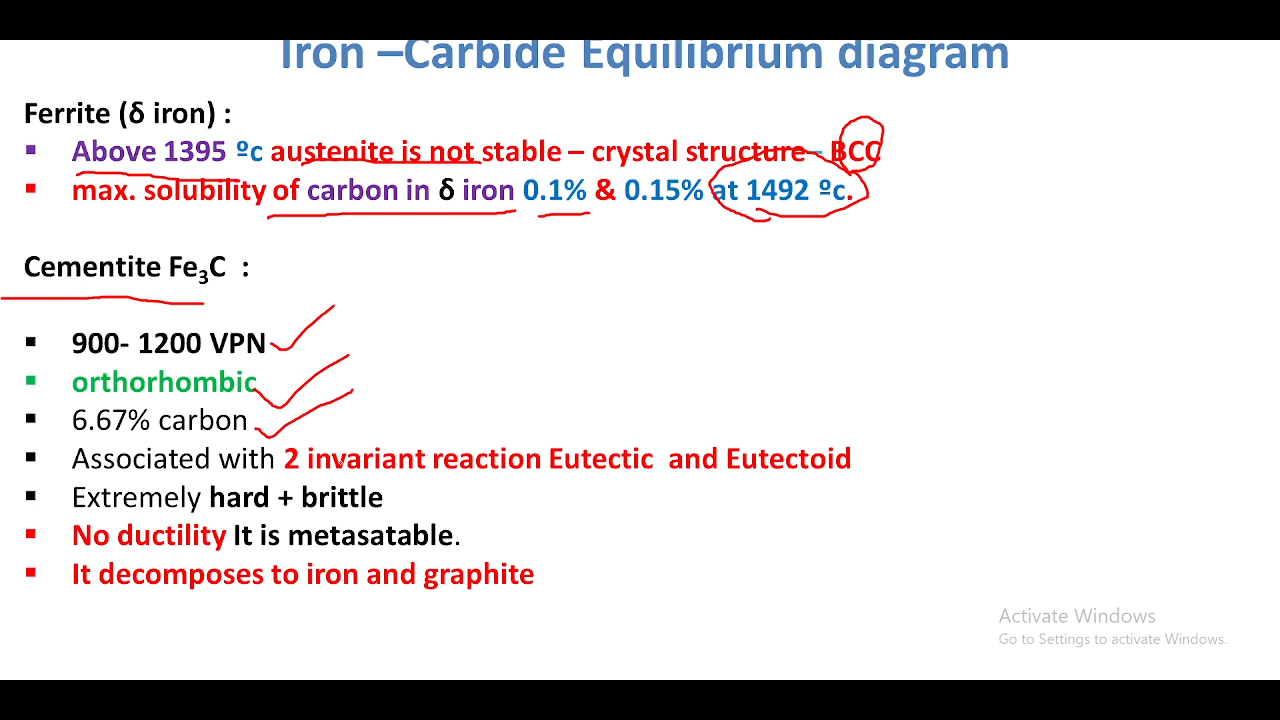 Iron –Carbide Equilibrium diagram
Ferrite (δ iron) :
▪ Above 1395 ºc austenite is not stable – crystal structure – BCC
▪ max. solubility of carbon in δ iron 0.1% & 0.15% at 1492 ºc.
Cementite Fe₃C :
▪ 900- 1200 VPN
▪ orthorhombic
▪ 6.67% carbon
▪ Associated with 2 invariant reaction Eutectic and Eutectoid
▪ Extremely hard + brittle
▪ No ductility It is metasatable.
▪ It decomposes to iron and graphite
Activate Windows
Go to Settings to activate Windows.